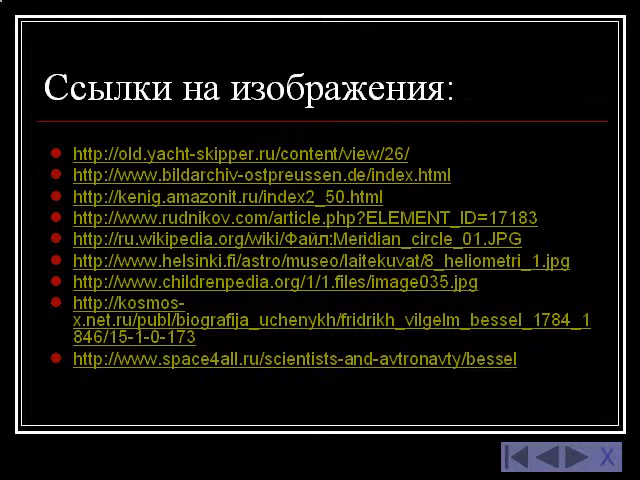 Ссылки на изображения:
http://old.yacht-skipper.ru/content/view/26/
http://www.bildarchiv-ostpreussen.de/index.html
http://kenig.amazonit.ru/index2_50.html
http://www.rudnikov.com/article.php?ELEMENT_ID=17183
http://ru.wikipedia.org/wiki/Файл:Meridian_circle_01.JPG
http://www.helsinki.fi/astro/museo/laitekuvat/8_heliometri_1.jpg
http://www.childrenpedia.org/1/1.files/image035.jpg
http://kosmos-
x.net.ru/publ/biografija_uchenykh/fridrikh_vilgelm_bessel_1784_1
846/15-1-0-173
http://www.space4all.ru/scientists-and-avtronavty/bessel
X